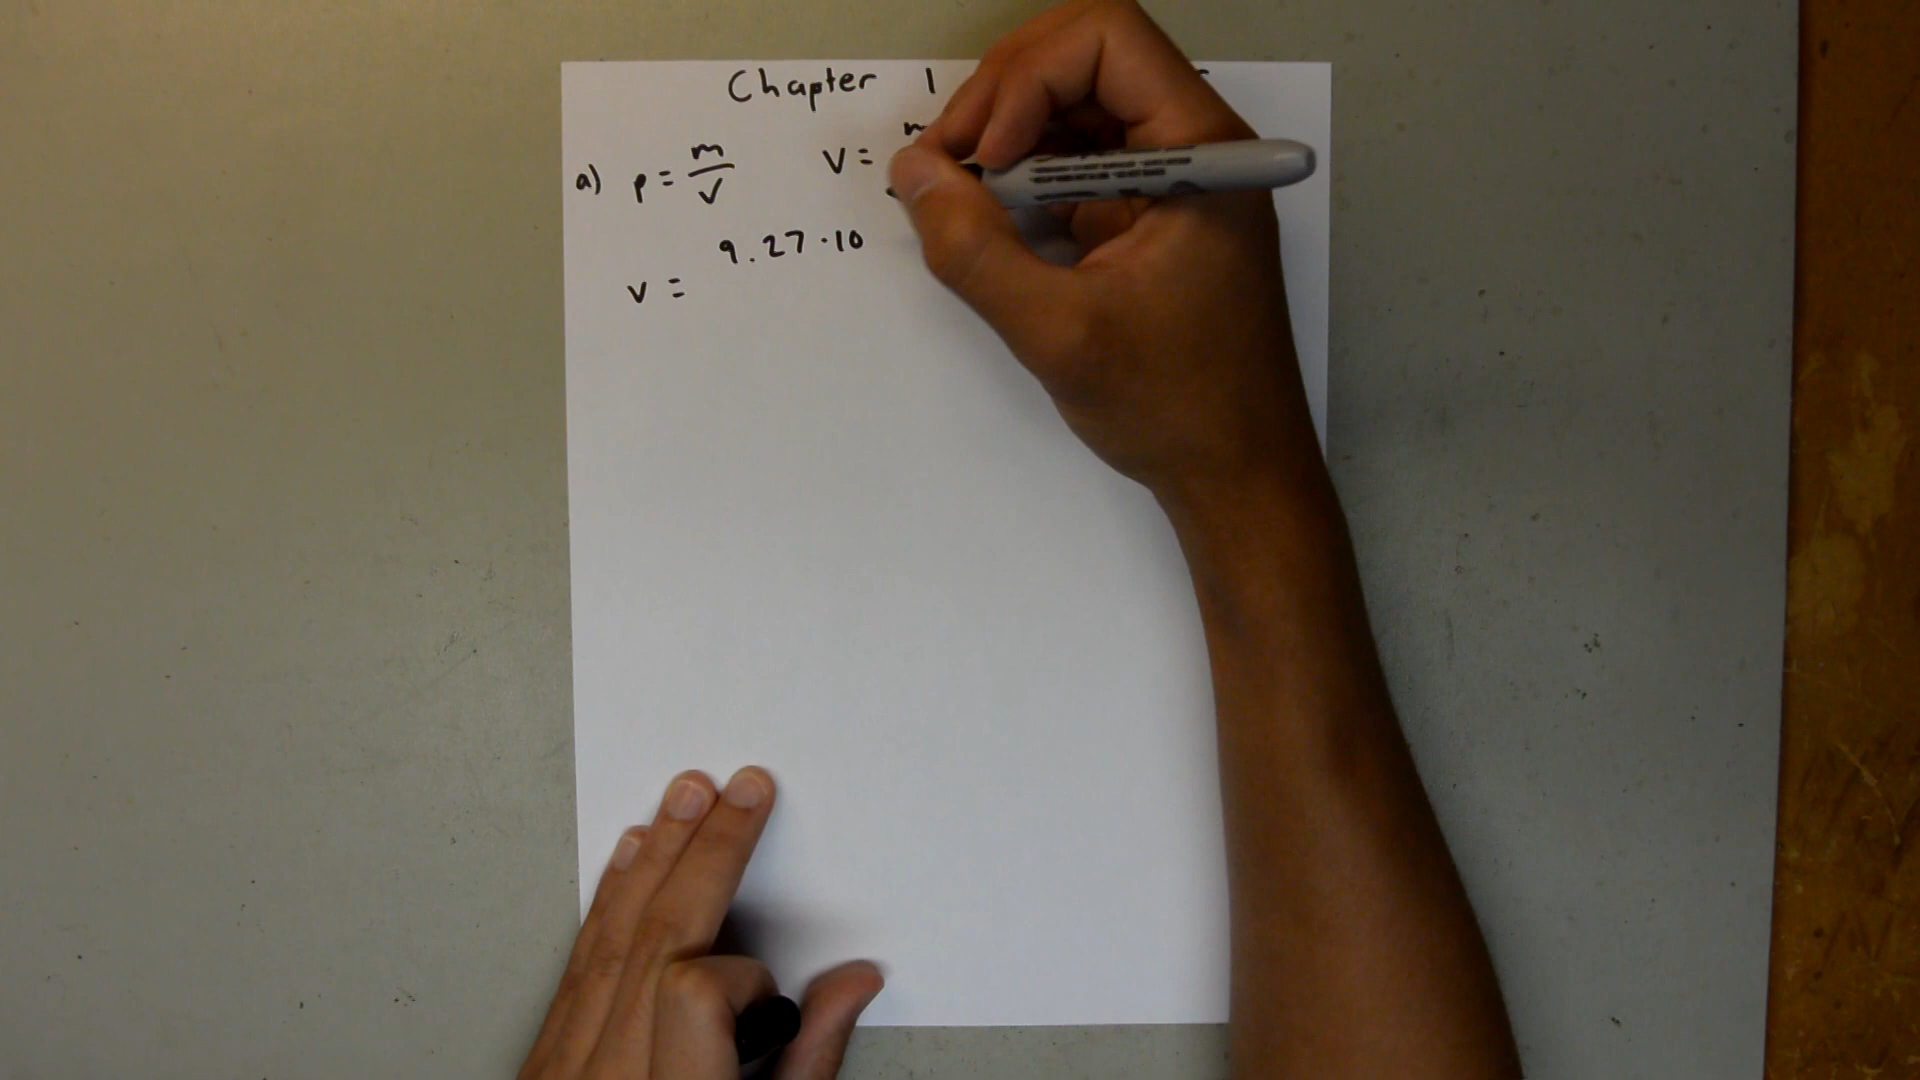 Chapter 1
a) p = m/V V = m
v = 9.27 · 10